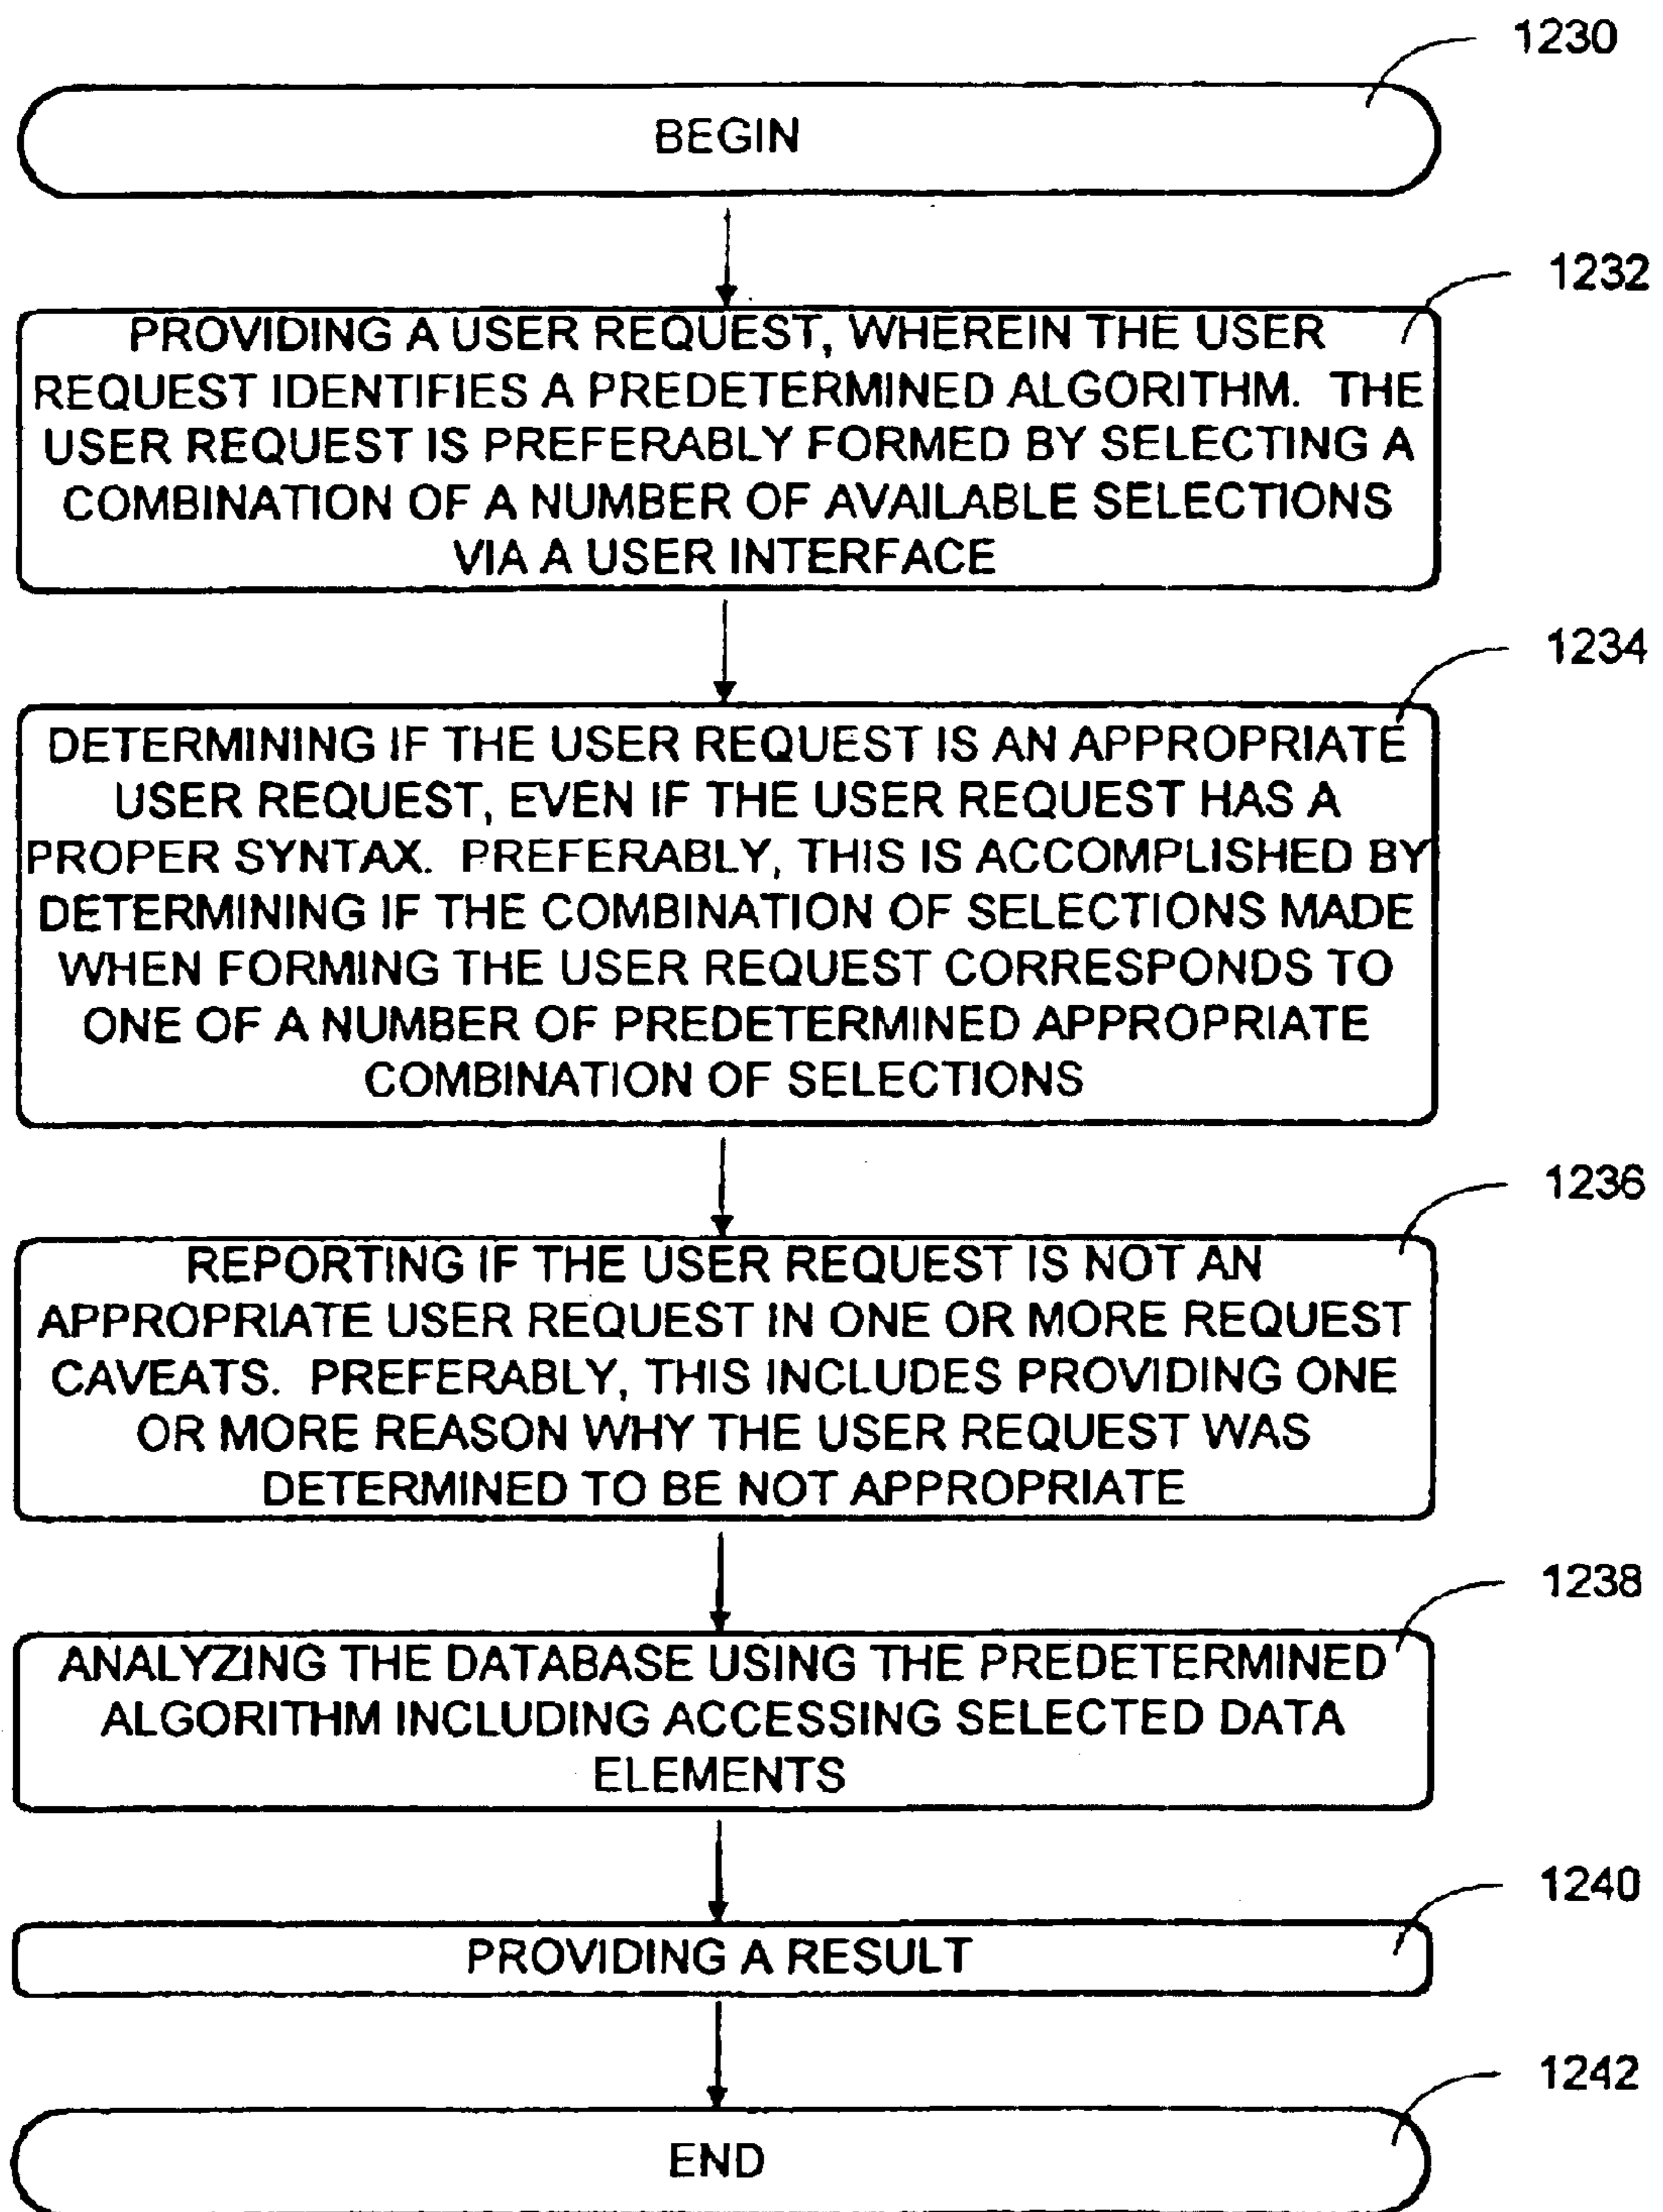 1230
BEGIN
1232
PROVIDING A USER REQUEST, WHEREIN THE USER
REQUEST IDENTIFIES A PREDETERMINED ALGORITHM. THE
USER REQUEST IS PREFERABLY FORMED BY SELECTING A
COMBINATION OF A NUMBER OF AVAILABLE SELECTIONS
VIA A USER INTERFACE
1234
DETERMINING IF THE USER REQUEST IS AN APPROPRIATE
USER REQUEST, EVEN IF THE USER REQUEST HAS A
PROPER SYNTAX. PREFERABLY, THIS IS ACCOMPLISHED BY
DETERMINING IF THE COMBINATION OF SELECTIONS MADE
WHEN FORMING THE USER REQUEST CORRESPONDS TO
ONE OF A NUMBER OF PREDETERMINED APPROPRIATE
COMBINATION OF SELECTIONS
1236
REPORTING IF THE USER REQUEST IS NOT AN
APPROPRIATE USER REQUEST IN ONE OR MORE REQUEST
CAVEATS. PREFERABLY, THIS INCLUDES PROVIDING ONE
OR MORE REASON WHY THE USER REQUEST WAS
DETERMINED TO BE NOT APPROPRIATE
1238
ANALYZING THE DATABASE USING THE PREDETERMINED
ALGORITHM INCLUDING ACCESSING SELECTED DATA
ELEMENTS
1240
PROVIDING A RESULT
1242
END